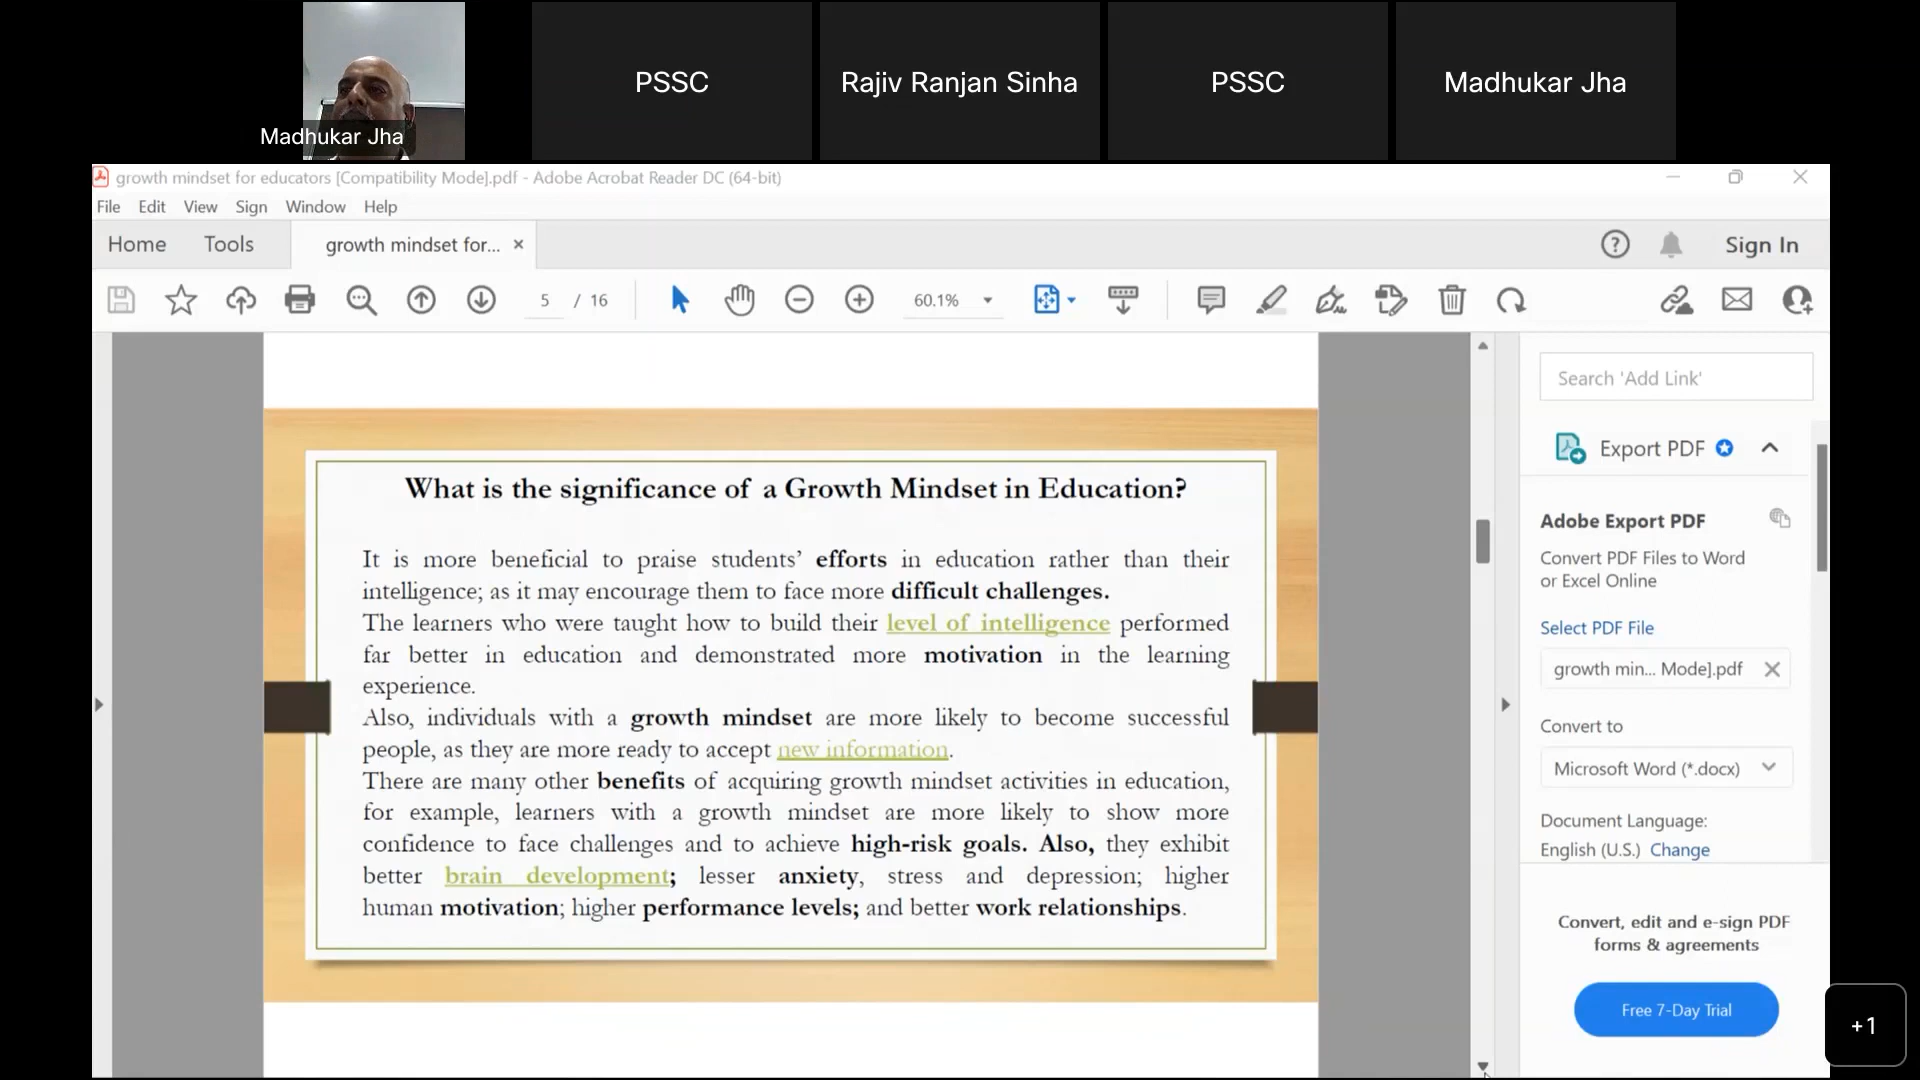 PSSC
Rajiv Ranjan Sinha
PSSC
Madhukar Jha
Madhukar Jha
growth mindset for educators [Compatibility Mode].pdf - Adobe Acrobat Reader DC (64-bit)
File Edit View Sign Window Help
Home Tools growth mindset for... × Sign In
5 / 16 60.1%
Search 'Add Link'
Export PDF
Adobe Export PDF
Convert PDF Files to Word
or Excel Online
Select PDF File
growth min... Mode].pdf
Convert to
Microsoft Word (*.docx)
Document Language:
English (U.S.) Change
Convert, edit and e-sign PDF
forms & agreements
Free 7-Day Trial
What is the significance of a Growth Mindset in Education?
It is more beneficial to praise students’ efforts in education rather than their
intelligence; as it may encourage them to face more difficult challenges.
The learners who were taught how to build their level of intelligence performed
far better in education and demonstrated more motivation in the learning
experience.
Also, individuals with a growth mindset are more likely to become successful
people, as they are more ready to accept new information.
There are many other benefits of acquiring growth mindset activities in education,
for example, learners with a growth mindset are more likely to show more
confidence to face challenges and to achieve high-risk goals. Also, they exhibit
better brain development; lesser anxiety, stress and depression; higher
human motivation; higher performance levels; and better work relationships.
+1